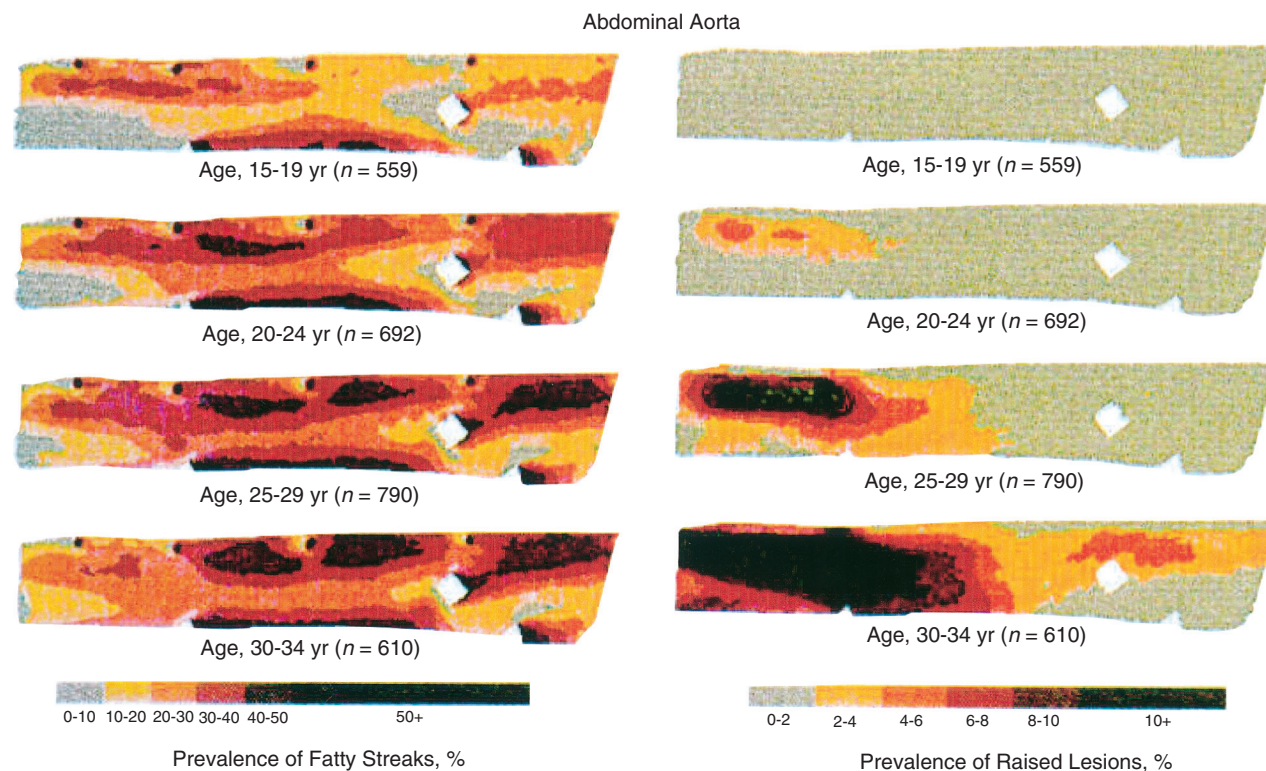 Abdominal Aorta
Age, 15-19 yr (n = 559)
Age, 15-19 yr (n = 559)
Age, 20-24 yr (n = 692)
Age, 20-24 yr (n = 692)
Age, 25-29 yr (n = 790)
Age, 25-29 yr (n = 790)
Age, 30-34 yr (n = 610)
Age, 30-34 yr (n = 610)
0-10 10-20 20-30 30-40 40-50 50+
0-2 2-4 4-6 6-8 8-10 10+
Prevalence of Fatty Streaks, %
Prevalence of Raised Lesions, %